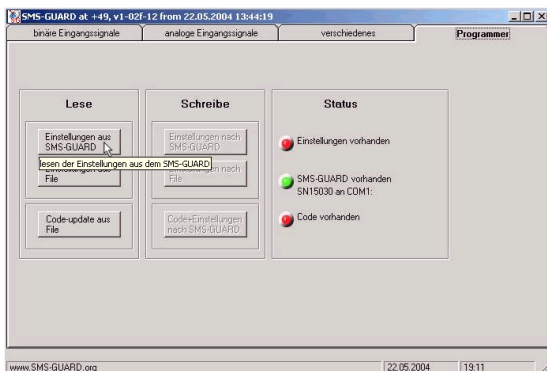 SMS-GUARD at +49, v1-02f-12 from 22.05.2004 13:44:19
binäre Eingangssignale
analoge Eingangssignale
verschiedenes
Programmer
Lese
Schreibe
Status
Einstellungen aus
SMS-GUARD
Einstellungen nach
SMS-GUARD
Einstellungen vorhanden
lesen der Einstellungen aus dem SMS-GUARD
File
Einstellungen nach
File
SMS-GUARD vorhanden
SN15030 an COM1:
Code-update aus
File
Code+Einstellungen
nach SMS-GUARD
Code vorhanden
www.SMS-GUARD.org
22.05.2004
19:11